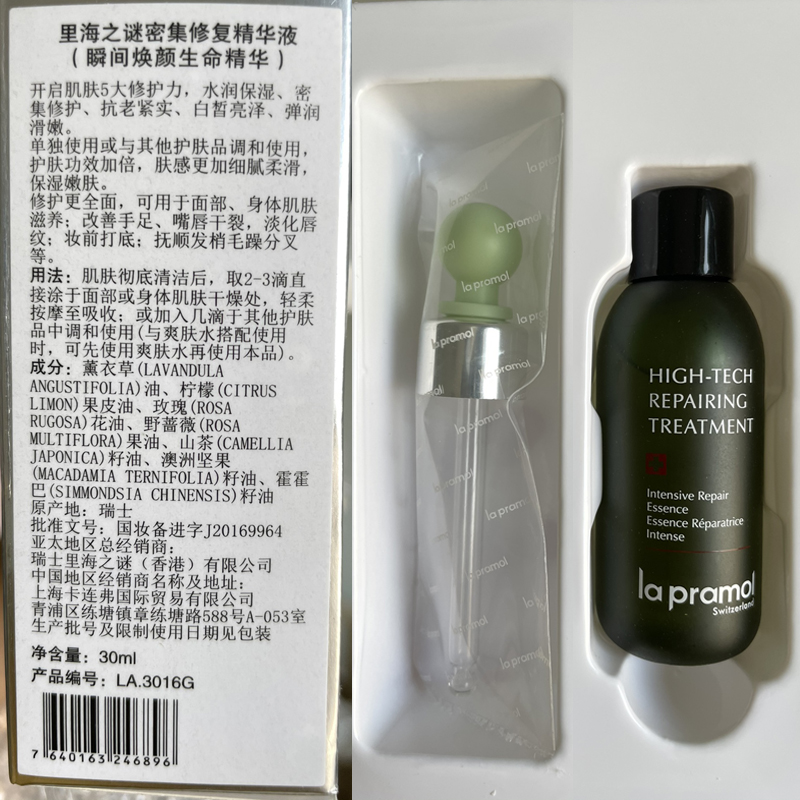 里海之谜密集修复精华液
(瞬间焕颜生命精华)
开启肌肤5大修护力，水润保湿、密
集修护、抗老紧实、白皙亮泽、弹润
滑嫩。
单独使用或与其他护肤品调和使用，
护肤功效加倍，肤感更加细腻柔滑，
保湿嫩肤。
修护更全面，可用于面部、身体肌肤
滋养；改善手足、嘴唇干裂，淡化唇
纹；妆前打底；抚顺发梢毛躁分叉
等。
用法：肌肤彻底清洁后，取2-3滴直
接涂于面部或身体肌肤干燥处，轻柔
按摩至吸收；或加入几滴于其他护肤
品中调和使用(与爽肤水搭配使用
时，可先使用爽肤水再使用本品)。
成分：薰衣草(LAVANDULA
ANGUSTIFOLIA)油、柠檬(CITRUS
LIMON)果皮油、玫瑰(ROSA
RUGOSA)花油、野蔷薇(ROSA
MULTIFLORA)果油、山茶(CAMELLIA
JAPONICA)籽油、澳洲坚果
(MACADAMIA TERNIFOLIA)籽油、霍霍
巴(SIMMONDSIA CHINENSIS)籽油
原产地：瑞士
批准文号：国妆备进字J20169964
亚太地区总经销商：
瑞士里海之谜（香港）有限公司
中国地区经销商名称及地址：
上海卡连弗国际贸易有限公司
青浦区练塘镇章练塘路588号A-053室
生产批号及限制使用日期见包装
净含量：30ml
产品编号：LA.3016G
7 640163 246896
la pramol
la pramol
la pramol
la pramol
la pramol
la pramol
la pramol
la pramol
HIGH-TECH
REPAIRING
TREATMENT
Intensive Repair
Essence
Essence Réparatrice
Intense
la pramol
Switzerland